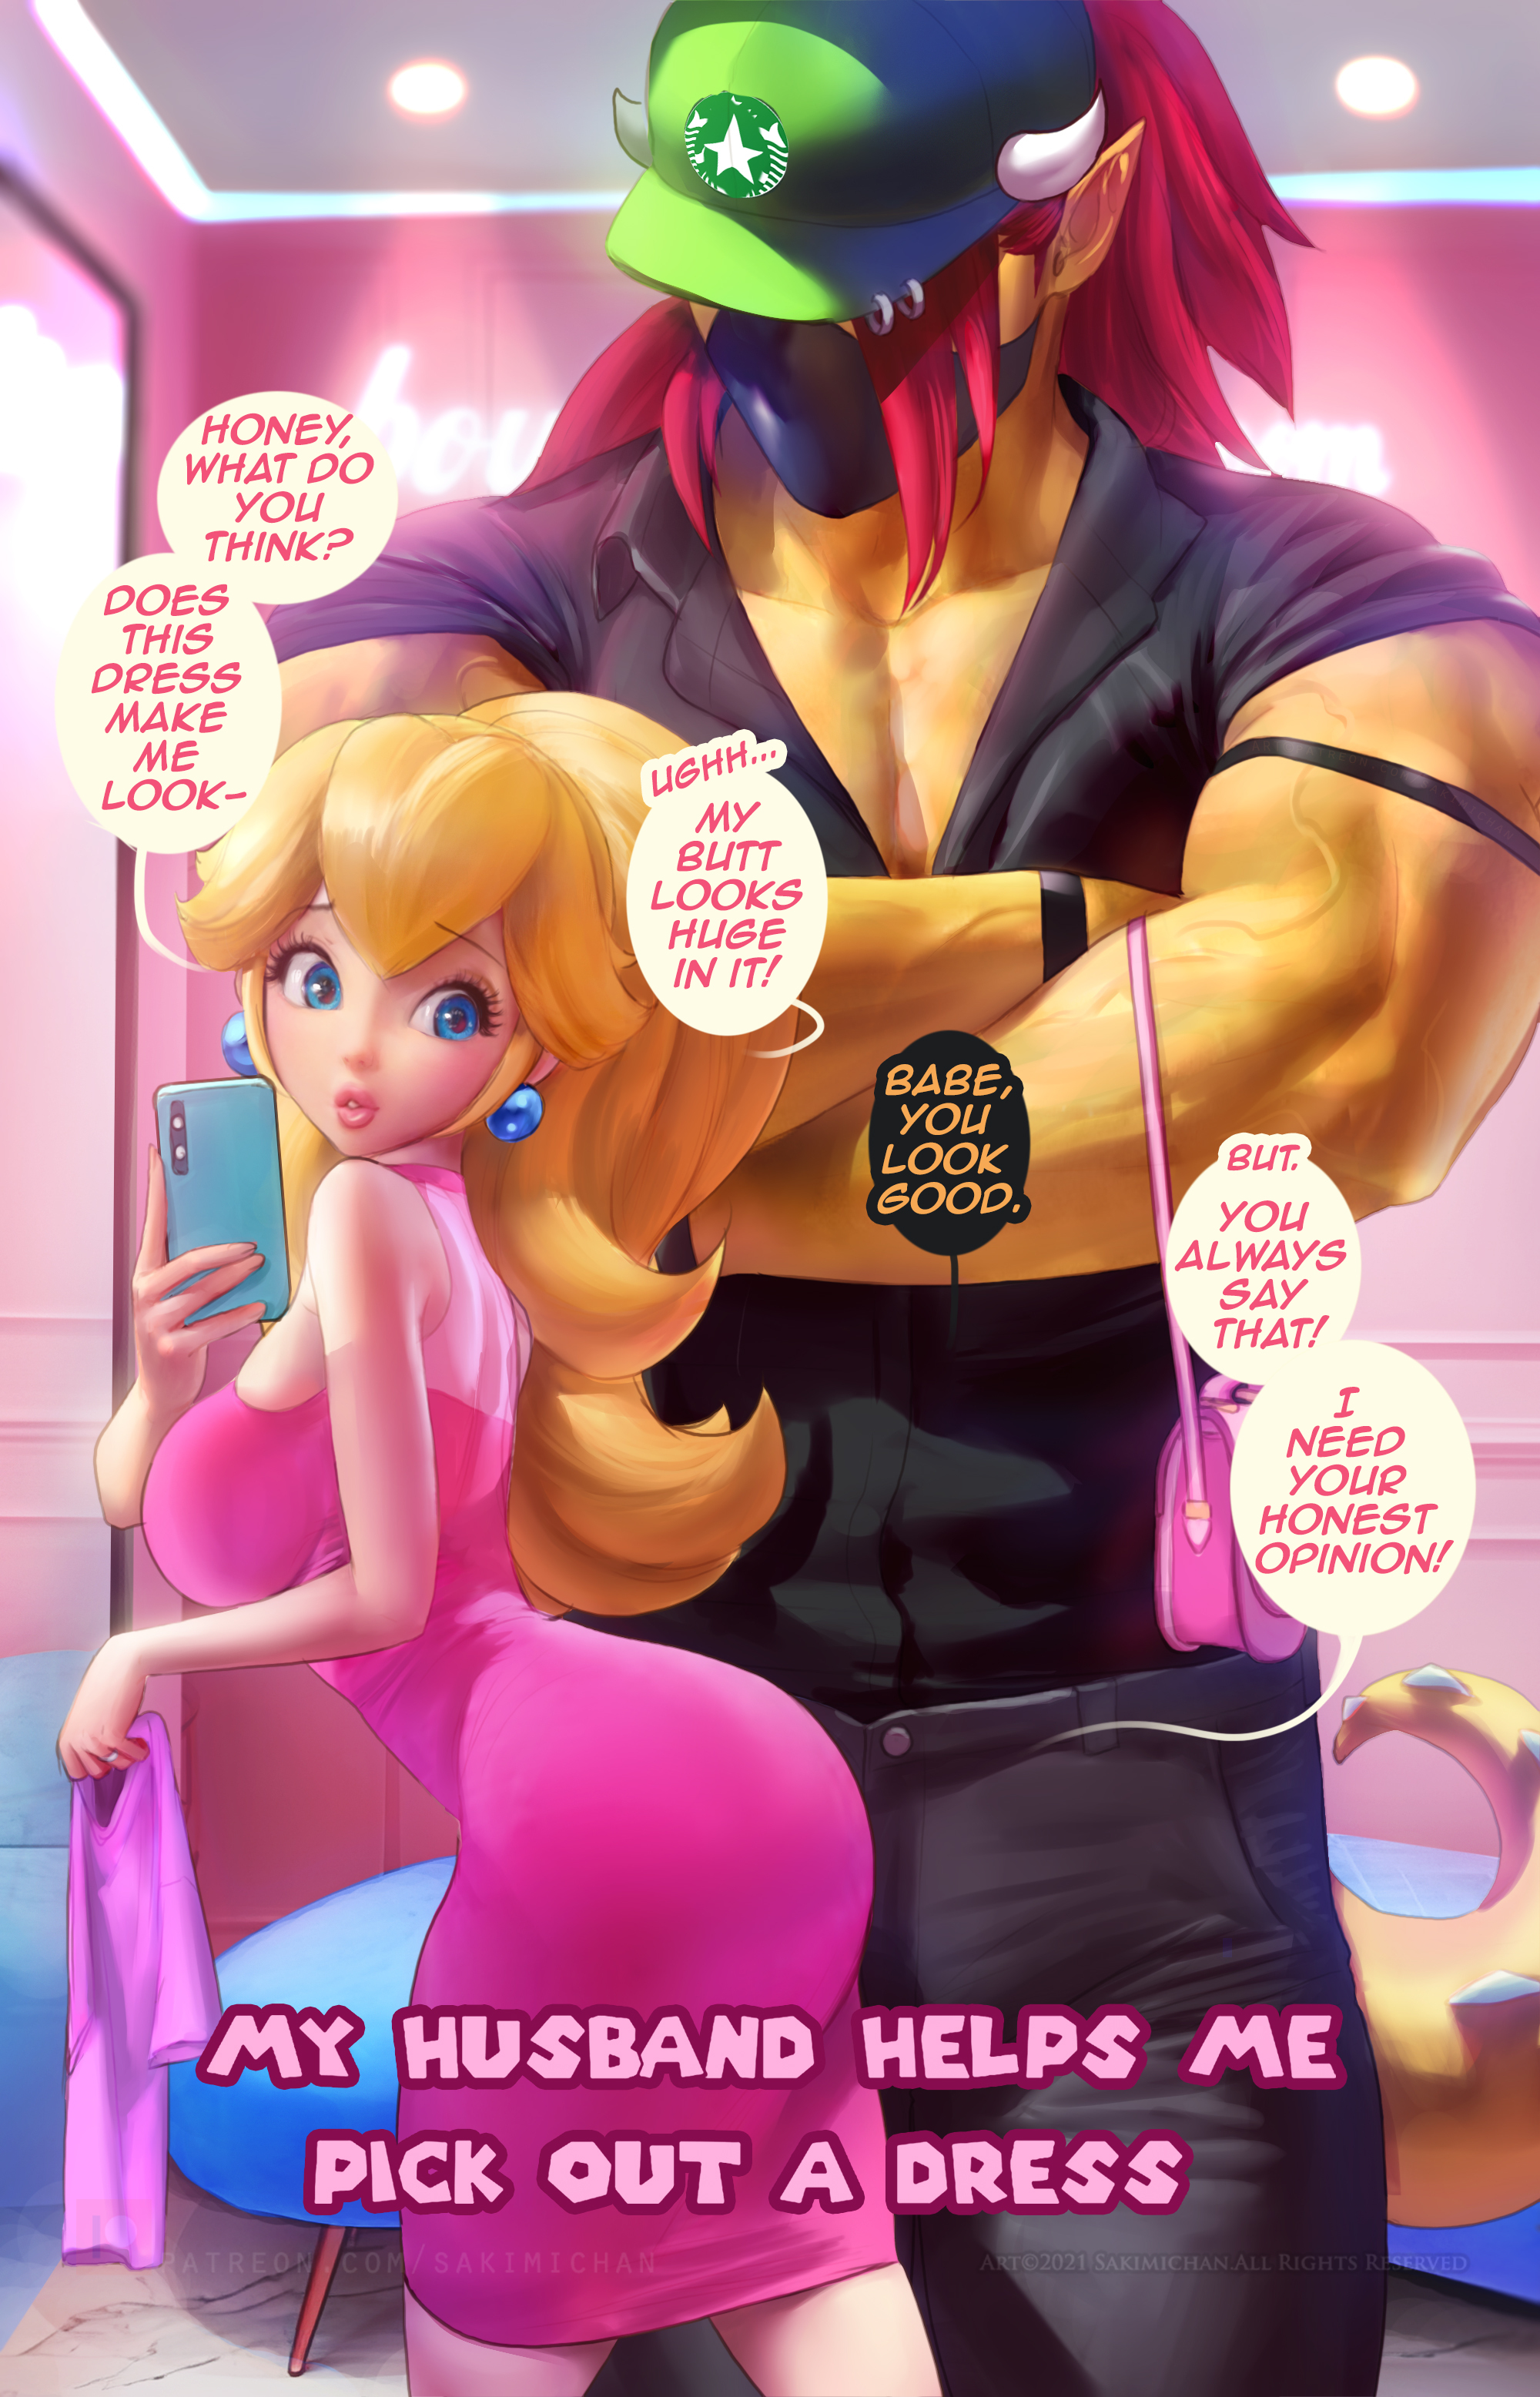 HONEY,
WHAT DO
YOU
THINK?
DOES
THIS
DRESS
MAKE
ME
LOOK-
UGHH...
MY
BUTT
LOOKS
HUGE
IN IT!
BABE,
YOU
LOOK
GOOD.
BUT.
YOU
ALWAYS
SAY
THAT!
I
NEED
YOUR
HONEST
OPINION!
MY HUSBAND HELPS ME
PICK OUT A DRESS
PATREON.COM/SAKIMICHAN
ART©2021 SAKIMICHAN.ALL RIGHTS RESERVED